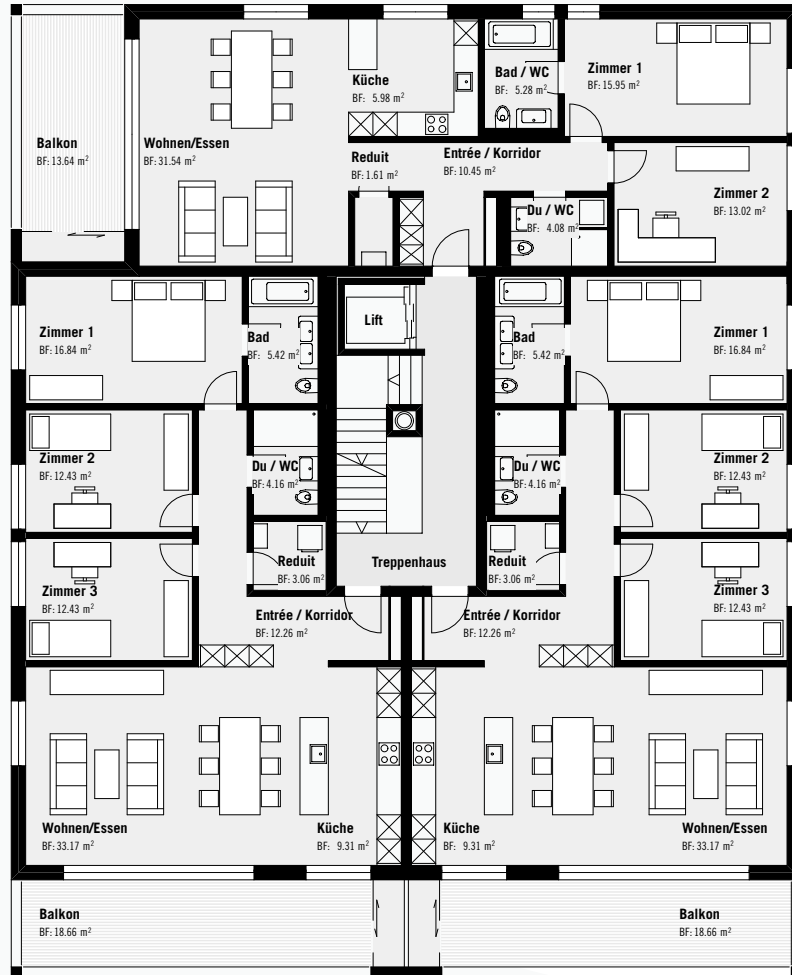 Küche
BF: 5.98 m²
Bad / WC
BF: 5.28 m²
Zimmer 1
BF: 15.95 m²
Balkon
BF: 13.64 m²
Wohnen/Essen
BF: 31.54 m²
Reduit
BF: 1.61 m²
Entrée / Korridor
BF: 10.45 m²
Zimmer 2
BF: 13.02 m²
Du / WC
BF: 4.08 m²
Zimmer 1
BF: 16.84 m²
Bad
BF: 5.42 m²
Lift
Bad
BF: 5.42 m²
Zimmer 1
BF: 16.84 m²
Zimmer 2
BF: 12.43 m²
Du / WC
BF: 4.16 m²
Du / WC
BF: 4.16 m²
Zimmer 2
BF: 12.43 m²
Zimmer 3
BF: 12.43 m²
Reduit
BF: 3.06 m²
Treppenhaus
Reduit
BF: 3.06 m²
Zimmer 3
BF: 12.43 m²
Entrée / Korridor
BF: 12.26 m²
Entrée / Korridor
BF: 12.26 m²
Wohnen/Essen
BF: 33.17 m²
Küche
BF: 9.31 m²
Küche
BF: 9.31 m²
Wohnen/Essen
BF: 33.17 m²
Balkon
BF: 18.66 m²
Balkon
BF: 18.66 m²